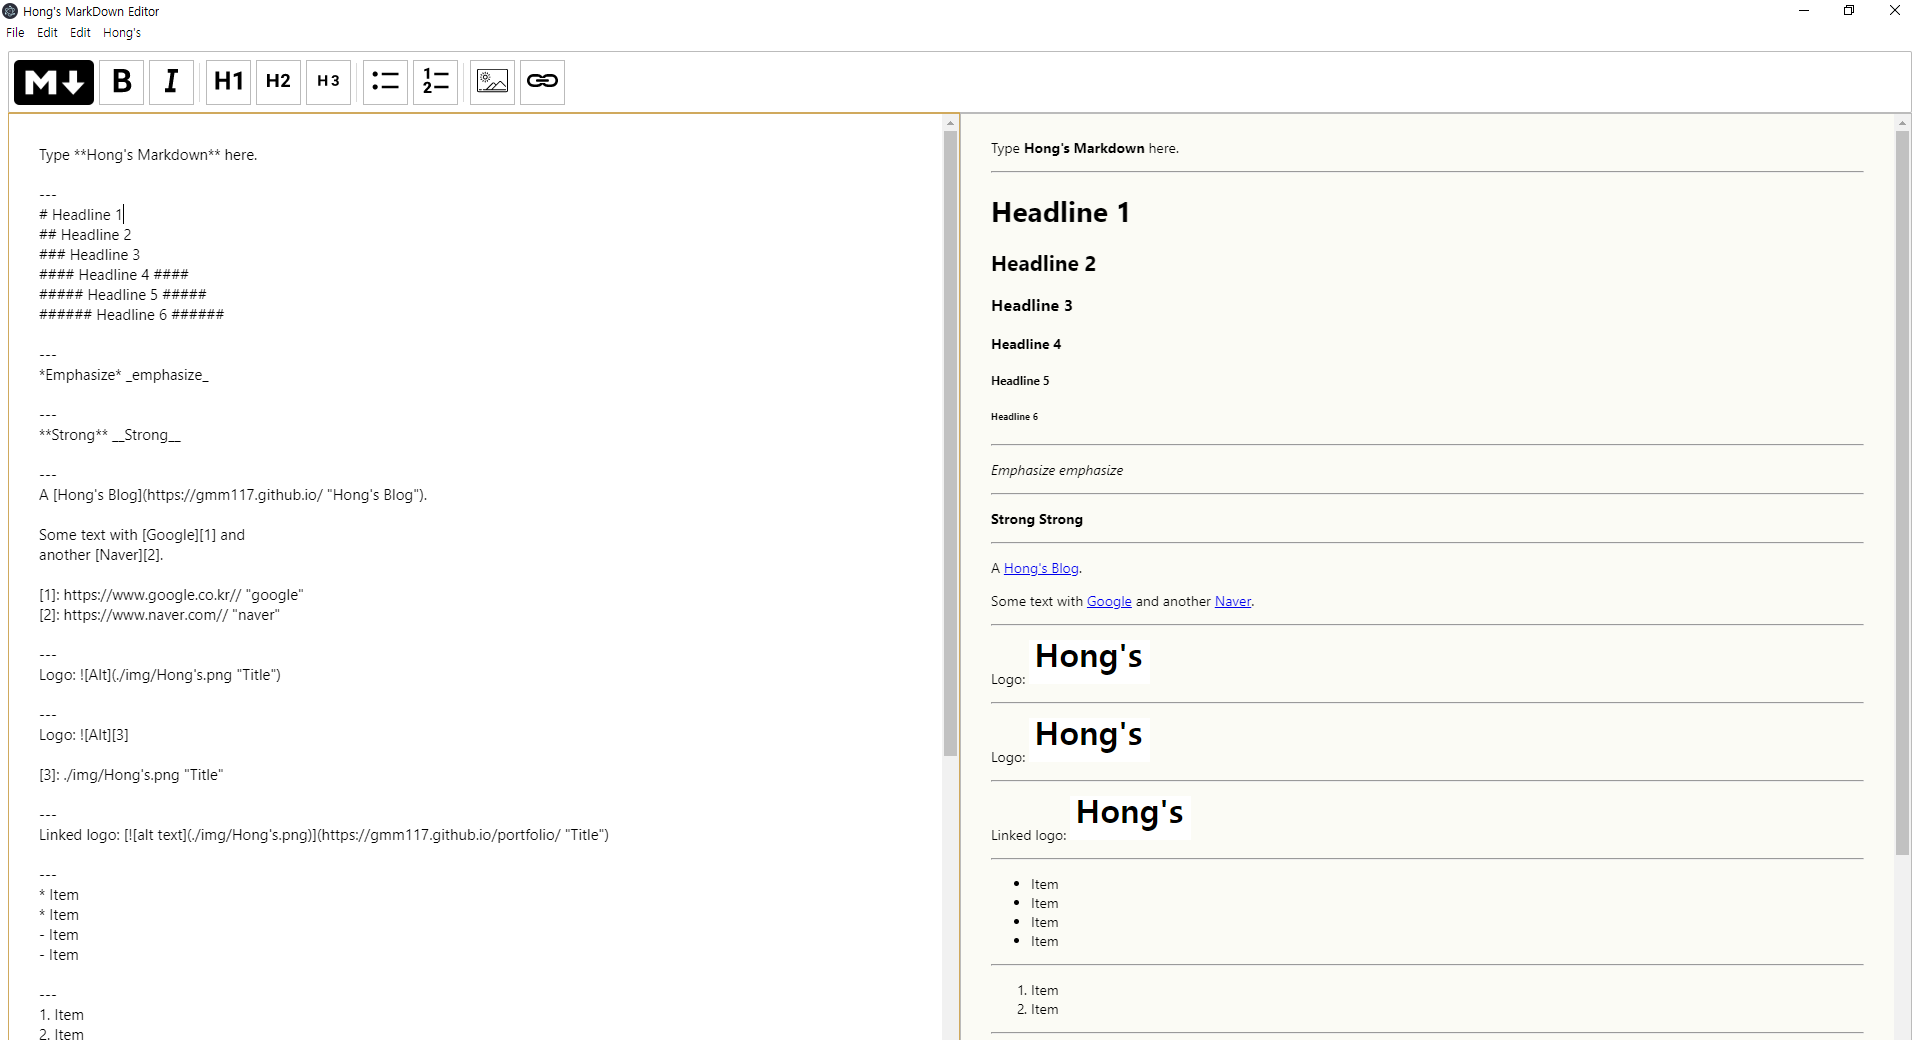 Hong's MarkDown Editor
File Edit Edit Hong's
M B I H1 H2 H3 1 2
Type **Hong's Markdown** here.
---
# Headline 1
## Headline 2
### Headline 3
#### Headline 4 ####
##### Headline 5 #####
###### Headline 6 ######
---
*Emphasize* _emphasize_
---
**Strong** __Strong__
---
A [Hong's Blog](https://gmm117.github.io/ "Hong's Blog").
Some text with [Google][1] and
another [Naver][2].
[1]: https://www.google.co.kr// "google"
[2]: https://www.naver.com// "naver"
---
Logo: ![Alt](./img/Hong's.png "Title")
---
Logo: ![Alt][3]
[3]: ./img/Hong's.png "Title"
---
Linked logo: [![alt text](./img/Hong's.png)](https://gmm117.github.io/portfolio/ "Title")
---
* Item
* Item
- Item
- Item
---
1. Item
2. Item
Type Hong's Markdown here.
Headline 1
Headline 2
Headline 3
Headline 4
Headline 5
Headline 6
Emphasize emphasize
Strong Strong
A Hong's Blog.
Some text with Google and another Naver.
Logo: Hong's
Logo: Hong's
Linked logo: Hong's
• Item
• Item
• Item
• Item
1. Item
2. Item